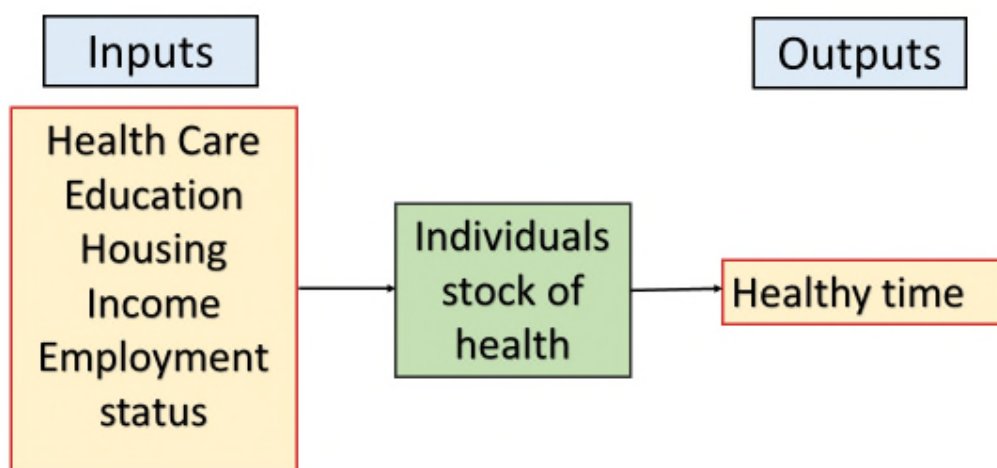 Inputs
Outputs
Health Care
Education
Housing
Income
Employment
status
Individuals
stock of
health
Healthy time